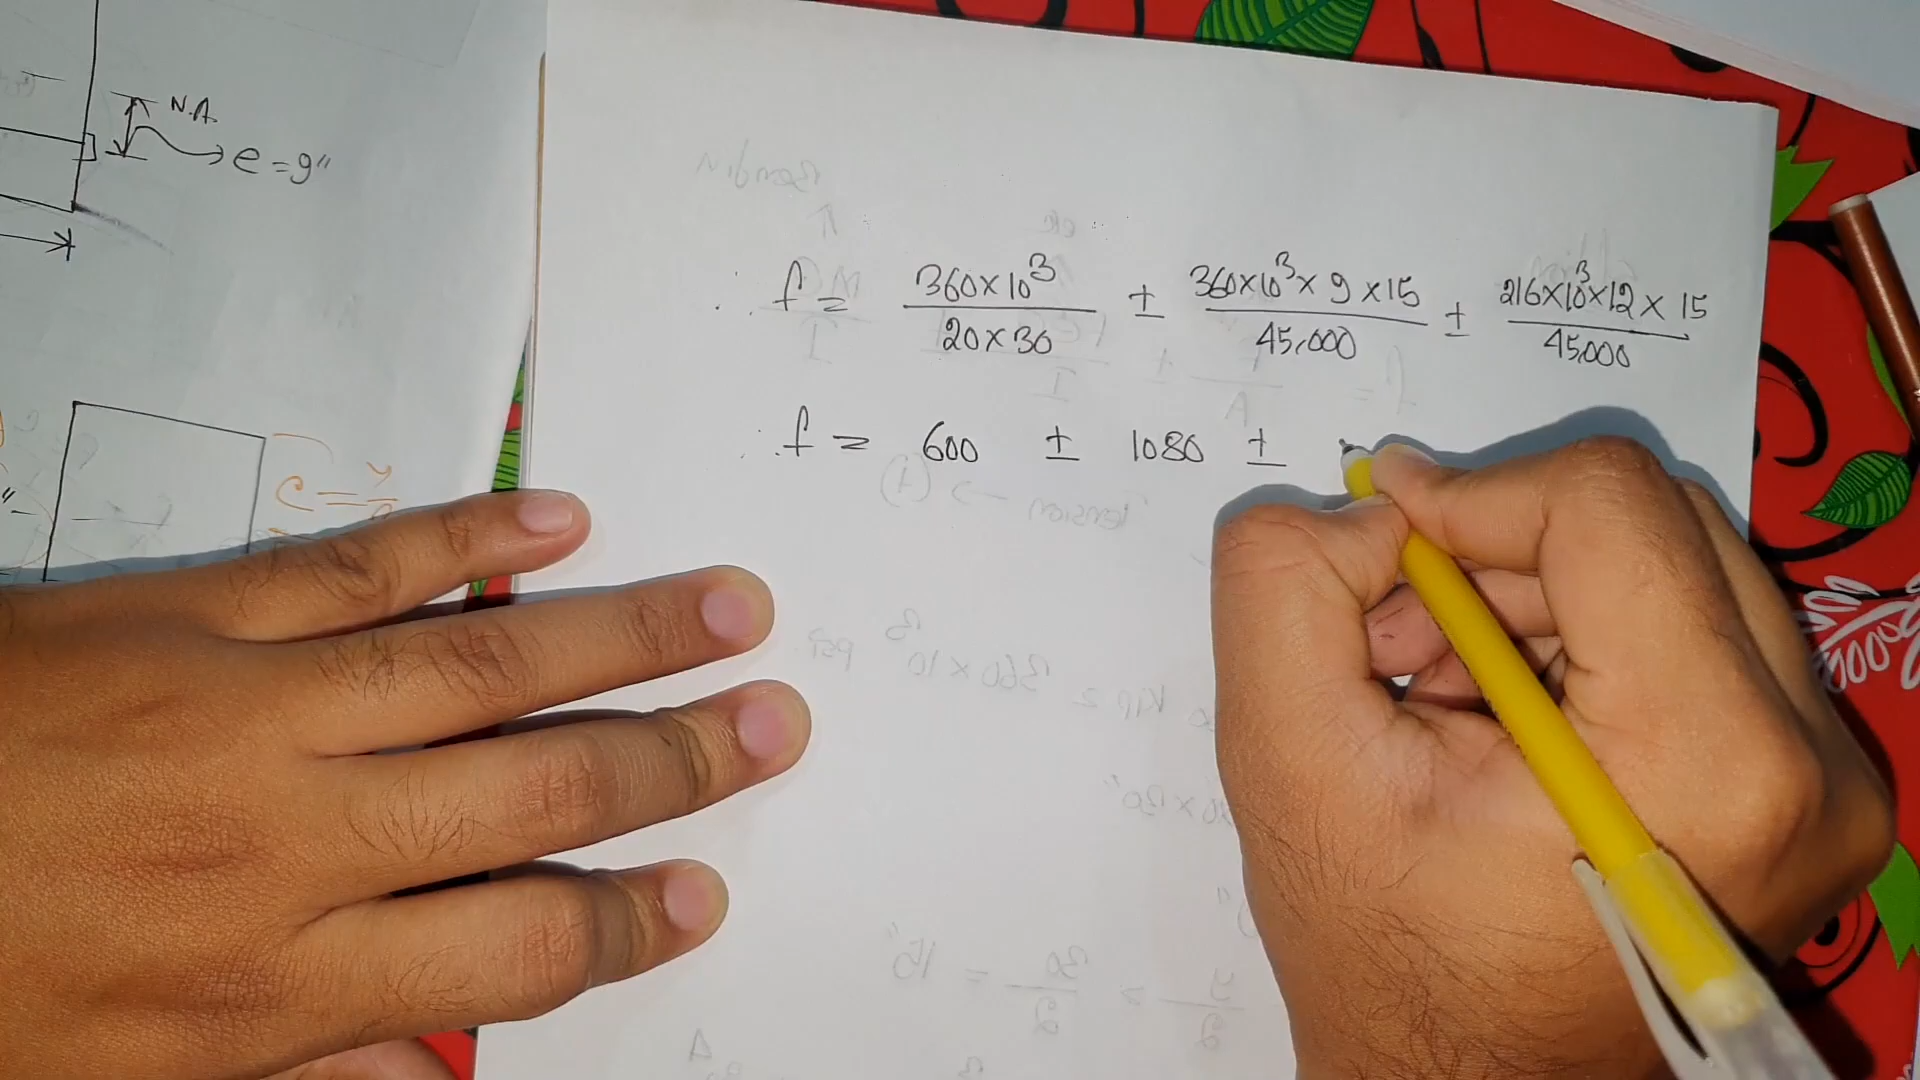 N.A.
e = 9"
∴ f = 360×10³ / 20×30 ± 360×10³×9×15 / 45,000 ± 216×10³×12×15 / 45,000
∴ f = 600 ± 1080 ±
C = y